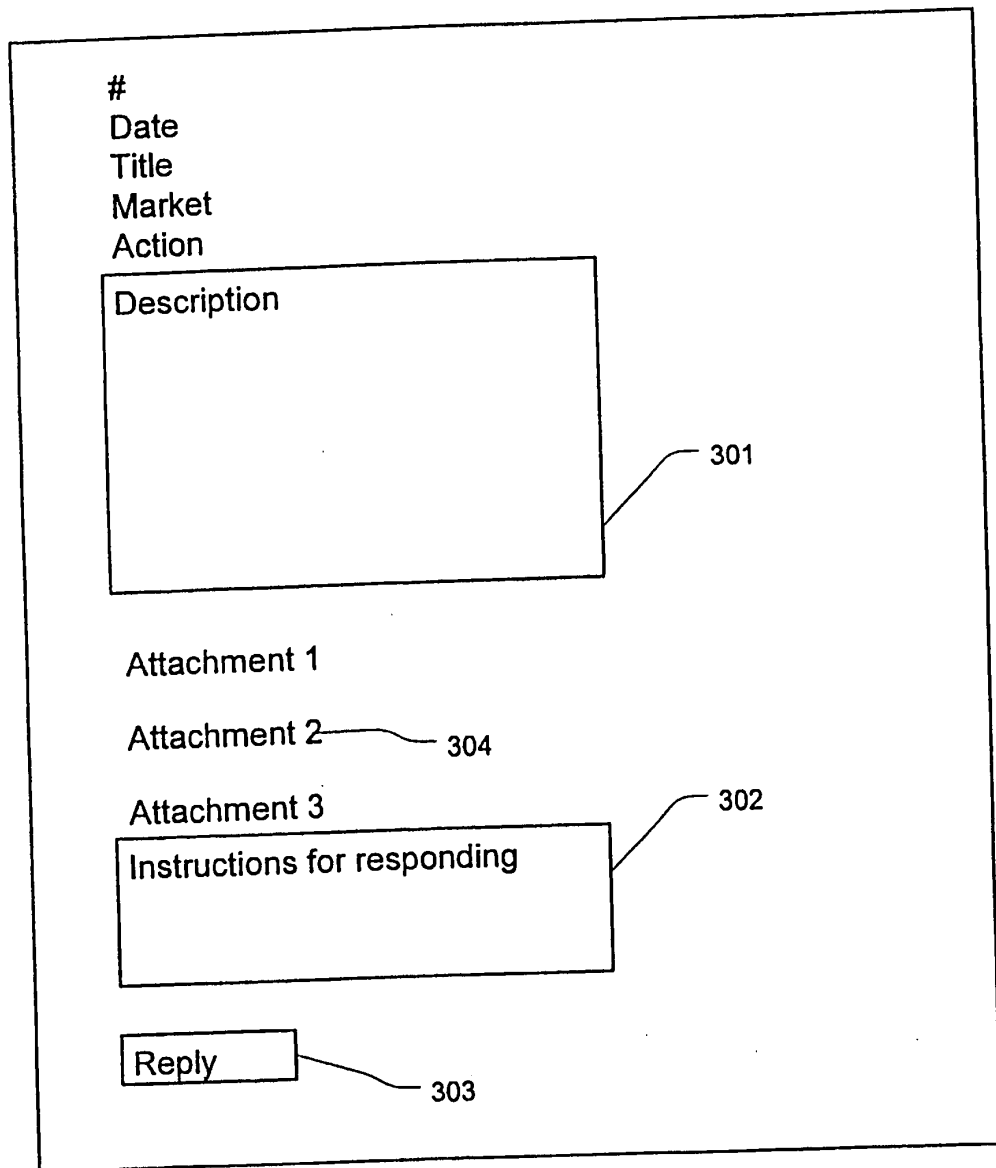 #
Date
Title
Market
Action
Description
301
Attachment 1
Attachment 2
304
Attachment 3
302
Instructions for responding
Reply
303